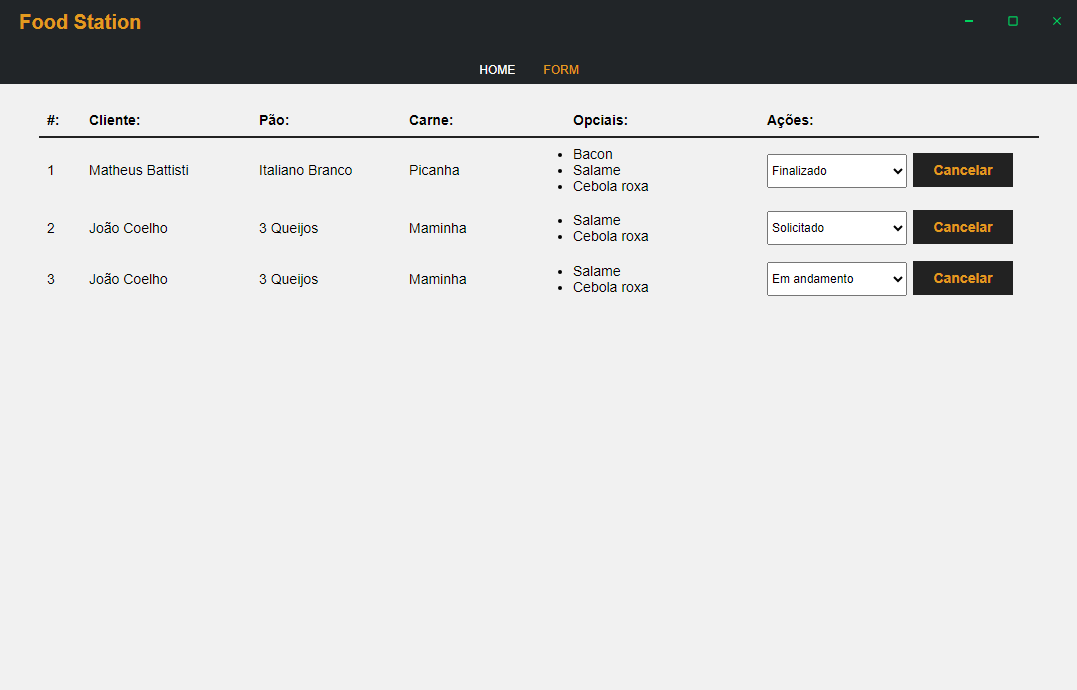 Food Station
HOME FORM
#: Cliente: Pão: Carne: Opciais: Ações:
1 Matheus Battisti Italiano Branco Picanha
Bacon
Salame
Cebola roxa
Finalizado Cancelar
2 João Coelho 3 Queijos Maminha
Salame
Cebola roxa
Solicitado Cancelar
3 João Coelho 3 Queijos Maminha
Salame
Cebola roxa
Em andamento Cancelar